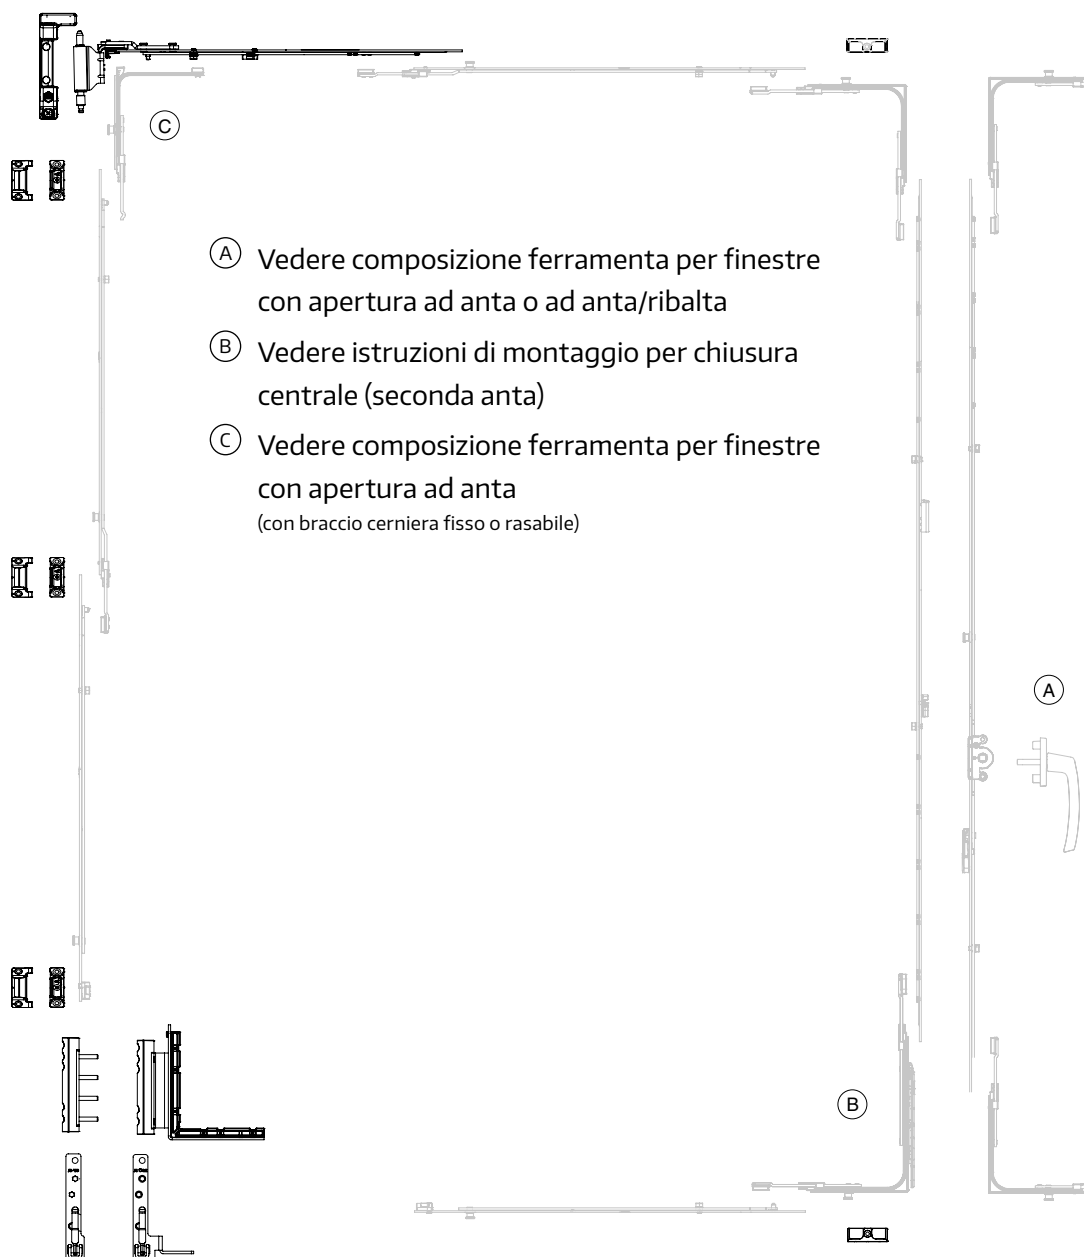 C
A Vedere composizione ferramenta per finestre
con apertura ad anta o ad anta/ribalta
B Vedere istruzioni di montaggio per chiusura
centrale (seconda anta)
C Vedere composizione ferramenta per finestre
con apertura ad anta
(con braccio cerniera fisso o rasabile)
A
B